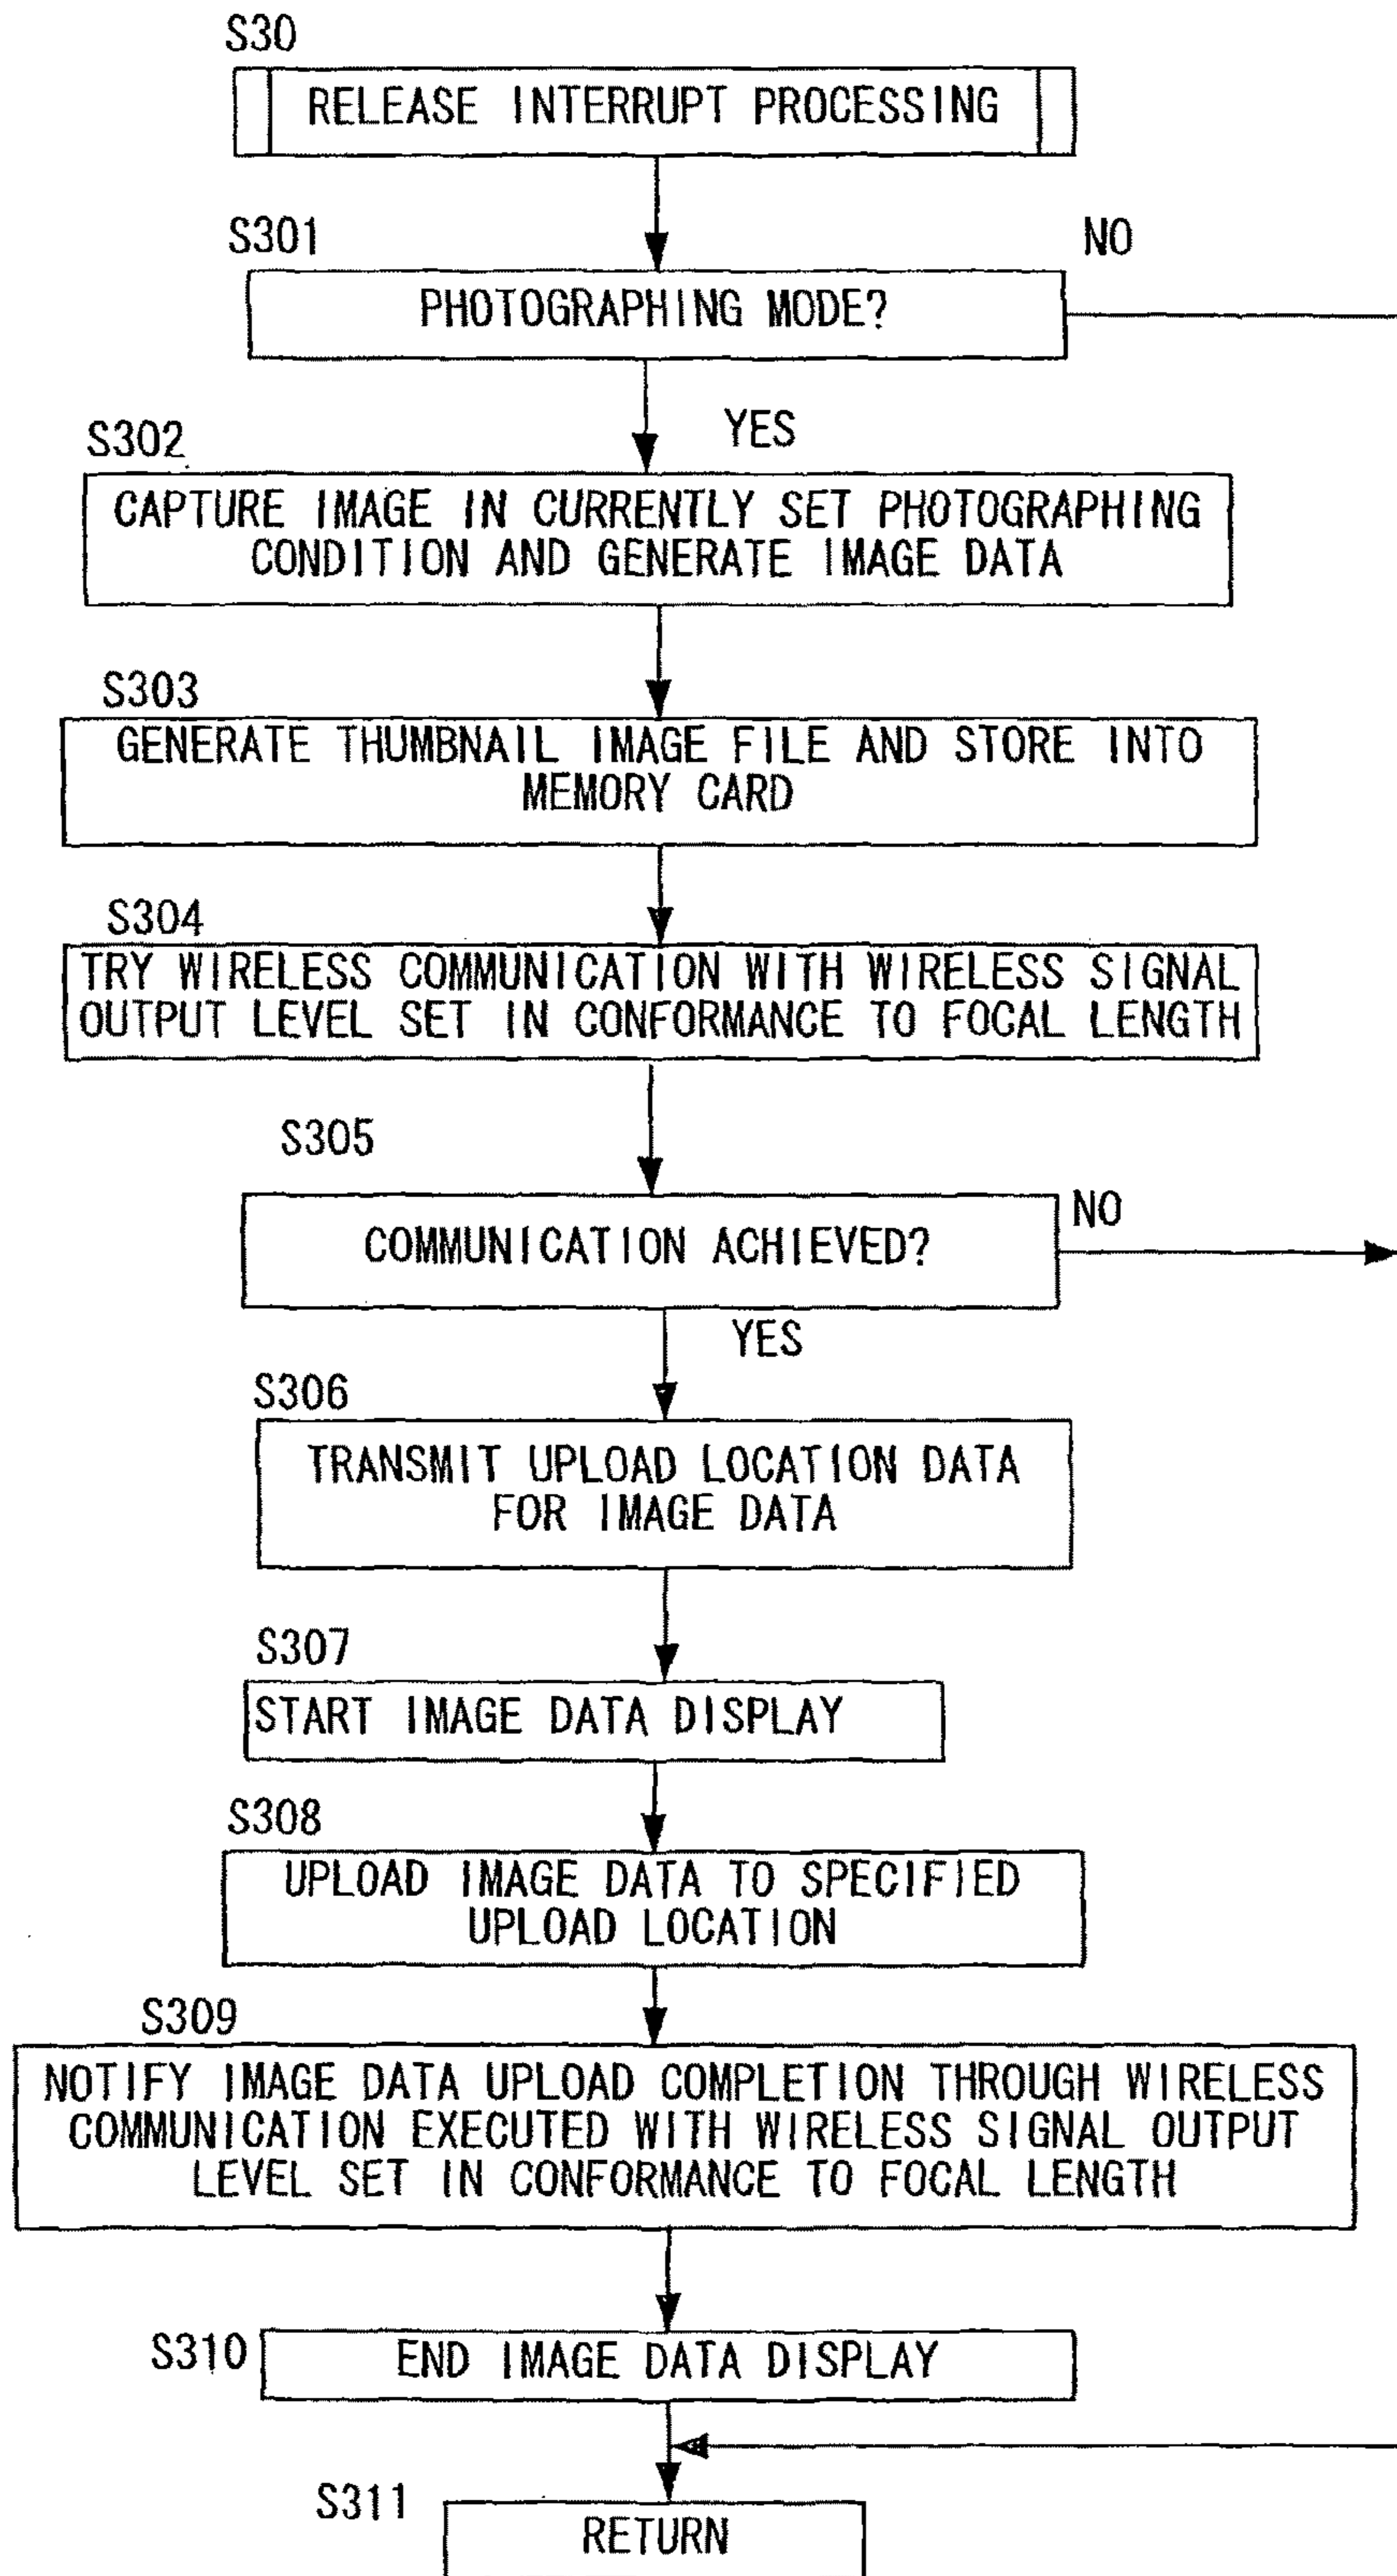 S30
RELEASE INTERRUPT PROCESSING
S301
NO
PHOTOGRAPHING MODE?
YES
S302
CAPTURE IMAGE IN CURRENTLY SET PHOTOGRAPHING
CONDITION AND GENERATE IMAGE DATA
S303
GENERATE THUMBNAIL IMAGE FILE AND STORE INTO
MEMORY CARD
S304
TRY WIRELESS COMMUNICATION WITH WIRELESS SIGNAL
OUTPUT LEVEL SET IN CONFORMANCE TO FOCAL LENGTH
S305
NO
COMMUNICATION ACHIEVED?
YES
S306
TRANSMIT UPLOAD LOCATION DATA
FOR IMAGE DATA
S307
START IMAGE DATA DISPLAY
S308
UPLOAD IMAGE DATA TO SPECIFIED
UPLOAD LOCATION
S309
NOTIFY IMAGE DATA UPLOAD COMPLETION THROUGH WIRELESS
COMMUNICATION EXECUTED WITH WIRELESS SIGNAL OUTPUT
LEVEL SET IN CONFORMANCE TO FOCAL LENGTH
S310
END IMAGE DATA DISPLAY
S311
RETURN